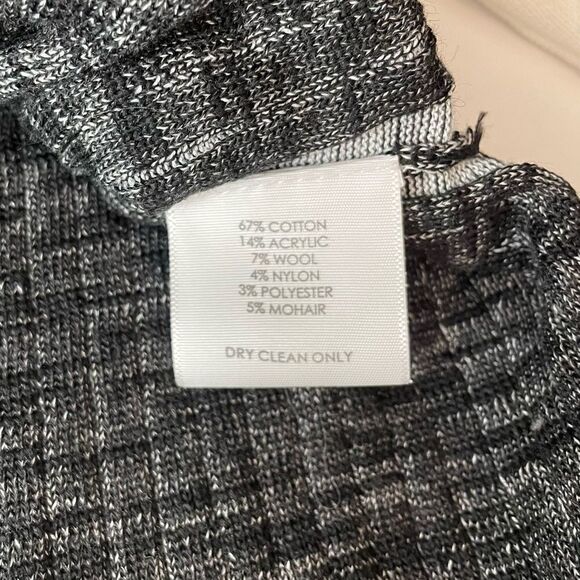 67% COTTON
14% ACRYLIC
7% WOOL
4% NYLON
3% POLYESTER
5% MOHAIR
DRY CLEAN ONLY